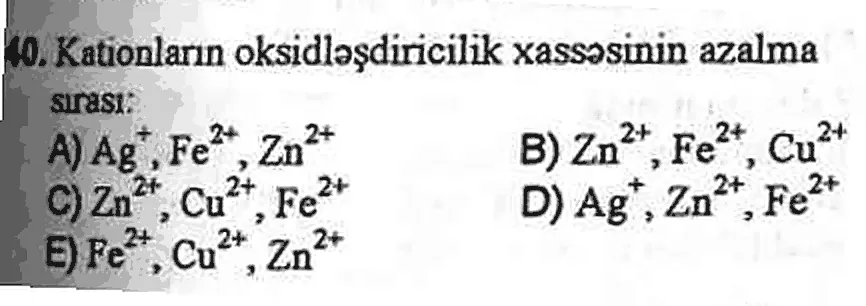 40. Kationların oksidləşdiricilik xassəsinin azalma
sırası:
A) Ag⁺, Fe²⁺, Zn²⁺ B) Zn²⁺, Fe²⁺, Cu²⁺
C) Zn²⁺, Cu²⁺, Fe²⁺ D) Ag⁺, Zn²⁺, Fe²⁺
E) Fe²⁺, Cu²⁺, Zn²⁺